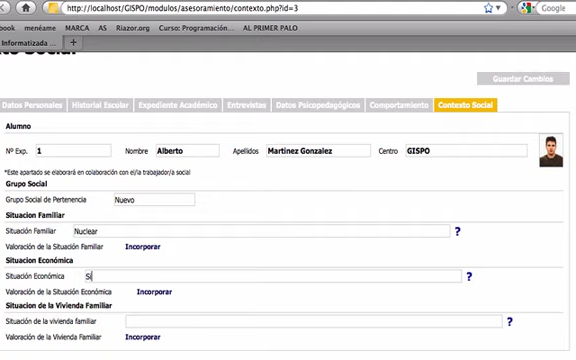 http://localhost/GISPO/modulos/asesoramiento/contexto.php?id=3
Google
menéame MARCA AS Riazor.org Curso: Programación... AL PRIMER PALO
Informatizada ... +
Social
Guardar Cambios
Datos Personales Historial Escolar Expediente Académico Entrevistas Datos Psicopedagógicos Comportamiento Contexto Social
Alumno
Nº Exp. 1 Nombre Alberto Apellidos Martinez Gonzalez Centro GISPO
*Este apartado se elaborará en colaboración con el/la trabajador/a social
Grupo Social
Grupo Social de Pertenencia Nuevo
Situacion Familiar
Situación Familiar Nuclear ?
Valoración de la Situación Familiar Incorporar
Situacion Económica
Situación Económica Si ?
Valoración de la Situación Económica Incorporar
Situacion de la Vivienda Familiar
Situación de la vivienda familiar ?
Valoración de la Vivienda Familiar Incorporar